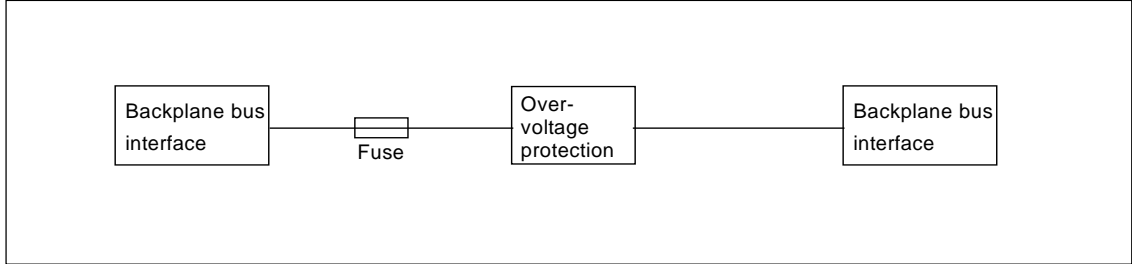 Backplane bus
interface
Fuse
Over-
voltage
protection
Backplane bus
interface